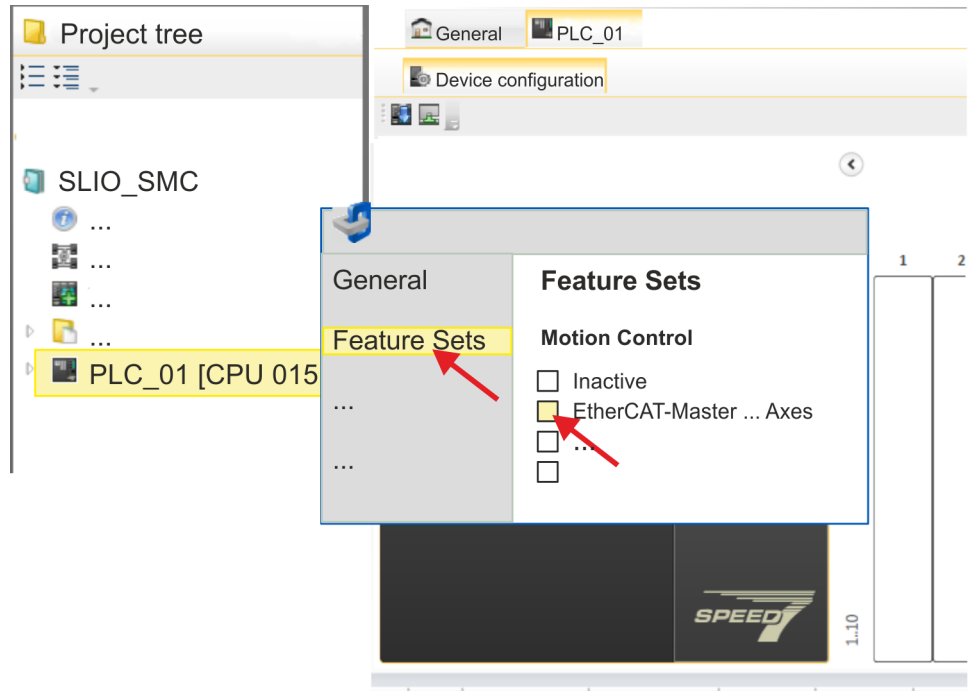 Project tree
SLIO_SMC
...
...
...
...
PLC_01 [CPU 015
General
PLC_01
Device configuration
General
Feature Sets
...
...
Feature Sets
Motion Control
Inactive
EtherCAT-Master ... Axes
...
1
2
SPEED7
1..10